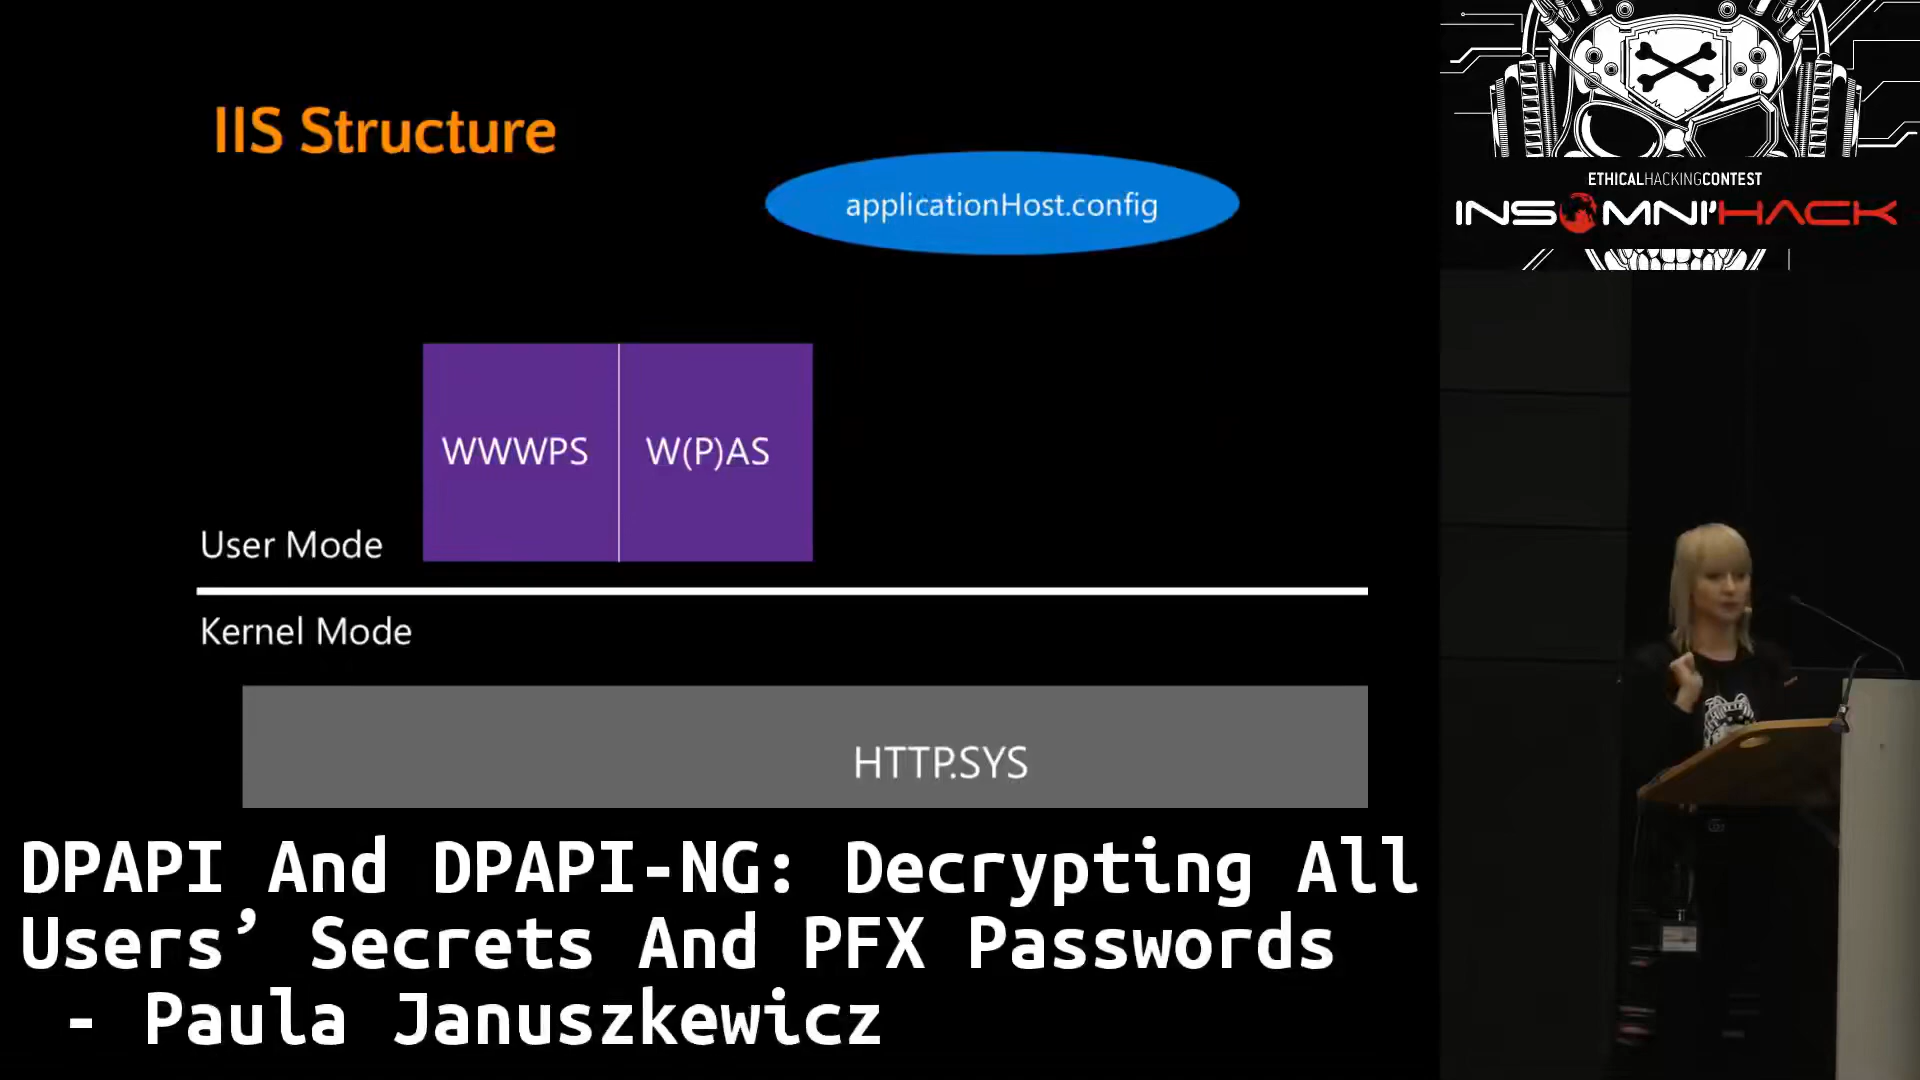 IIS Structure
applicationHost.config
WWWPS
W(P)AS
User Mode
Kernel Mode
HTTP.SYS
ETHICALHACKINGCONTEST
INSOMNI'HACK
DPAPI And DPAPI-NG: Decrypting All
Users’ Secrets And PFX Passwords
- Paula Januszkewicz